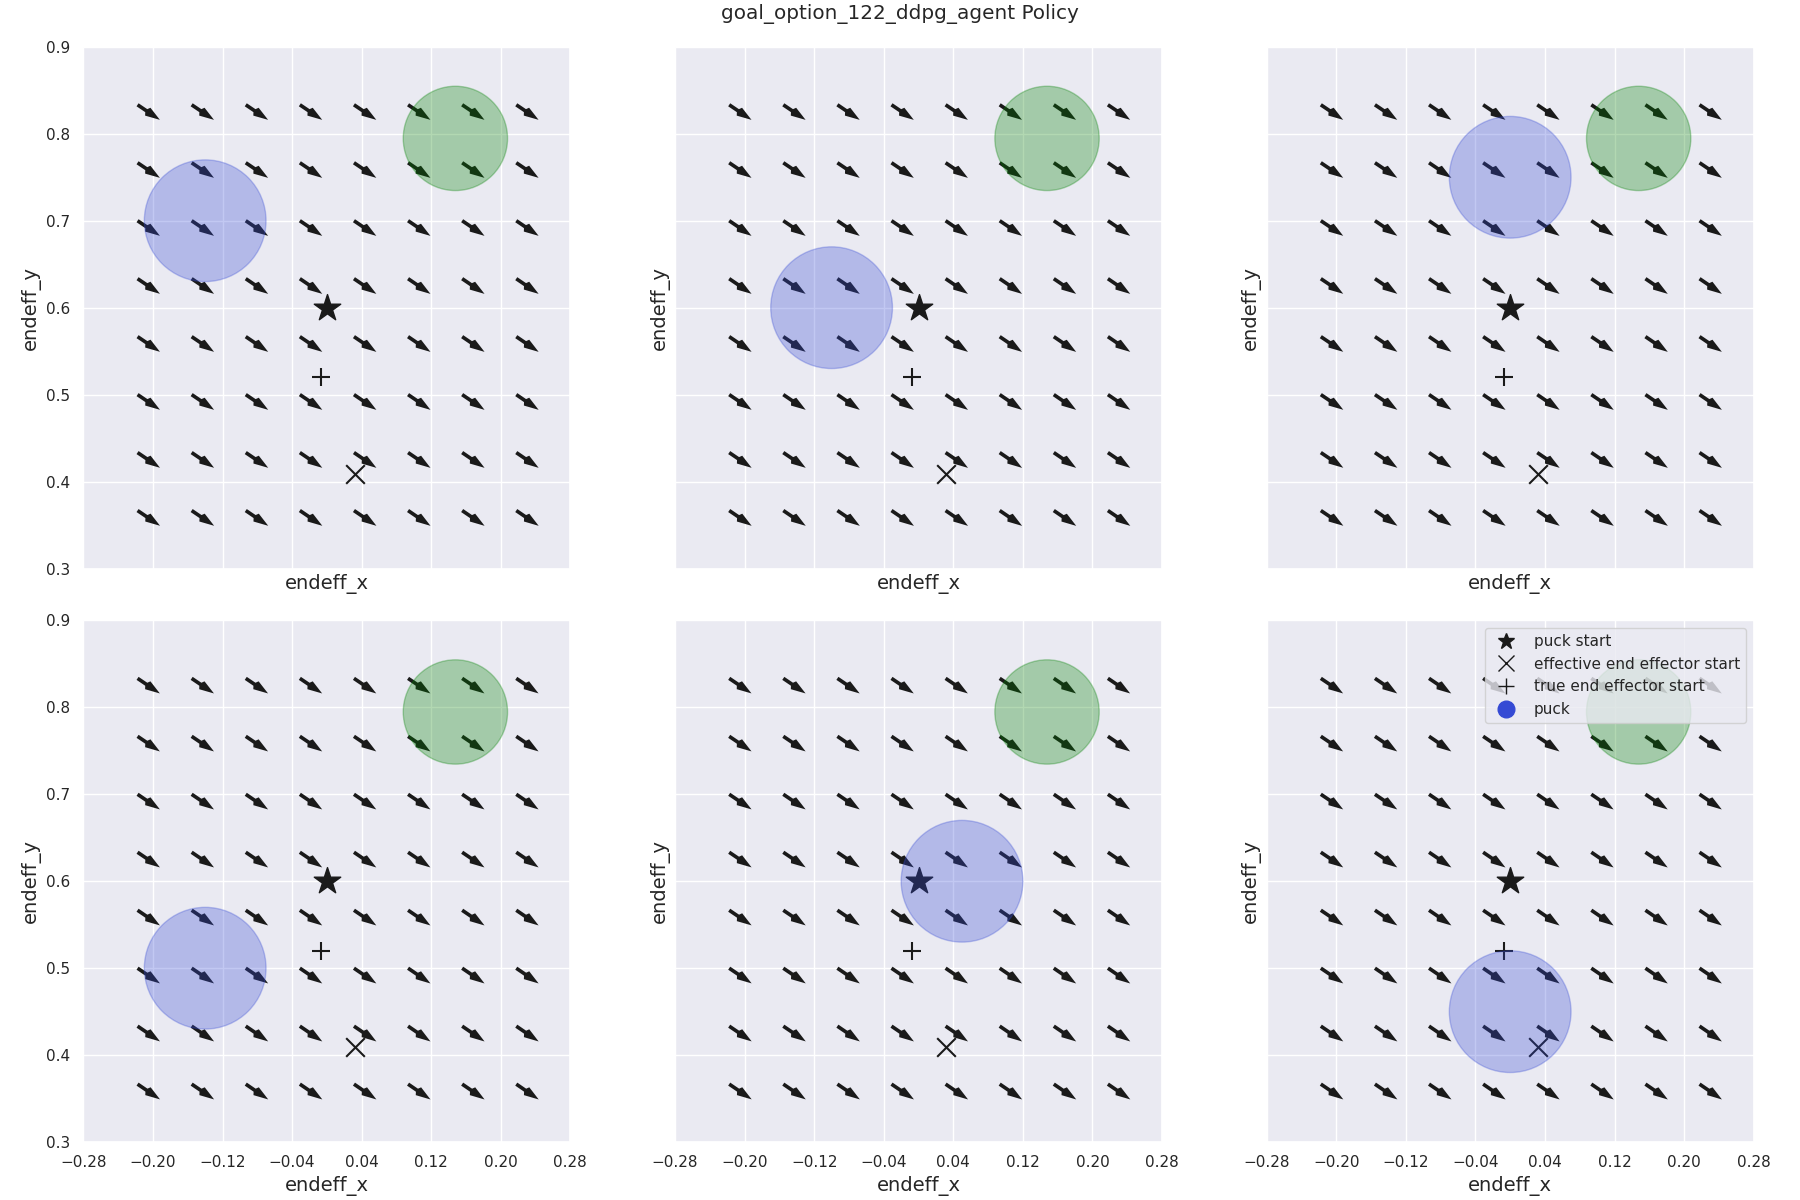 goal_option_122_ddpg_agent Policy
0.9
0.8
0.7
0.6
0.5
0.4
0.3
endeff_y
endeff_x
endeff_y
endeff_x
endeff_y
endeff_x
0.9
0.8
0.7
0.6
0.5
0.4
0.3
endeff_y
−0.28 −0.20 −0.12 −0.04 0.04 0.12 0.20 0.28
endeff_x
endeff_y
−0.28 −0.20 −0.12 −0.04 0.04 0.12 0.20 0.28
endeff_x
endeff_y
puck start
effective end effector start
true end effector start
puck
−0.28 −0.20 −0.12 −0.04 0.04 0.12 0.20 0.28
endeff_x